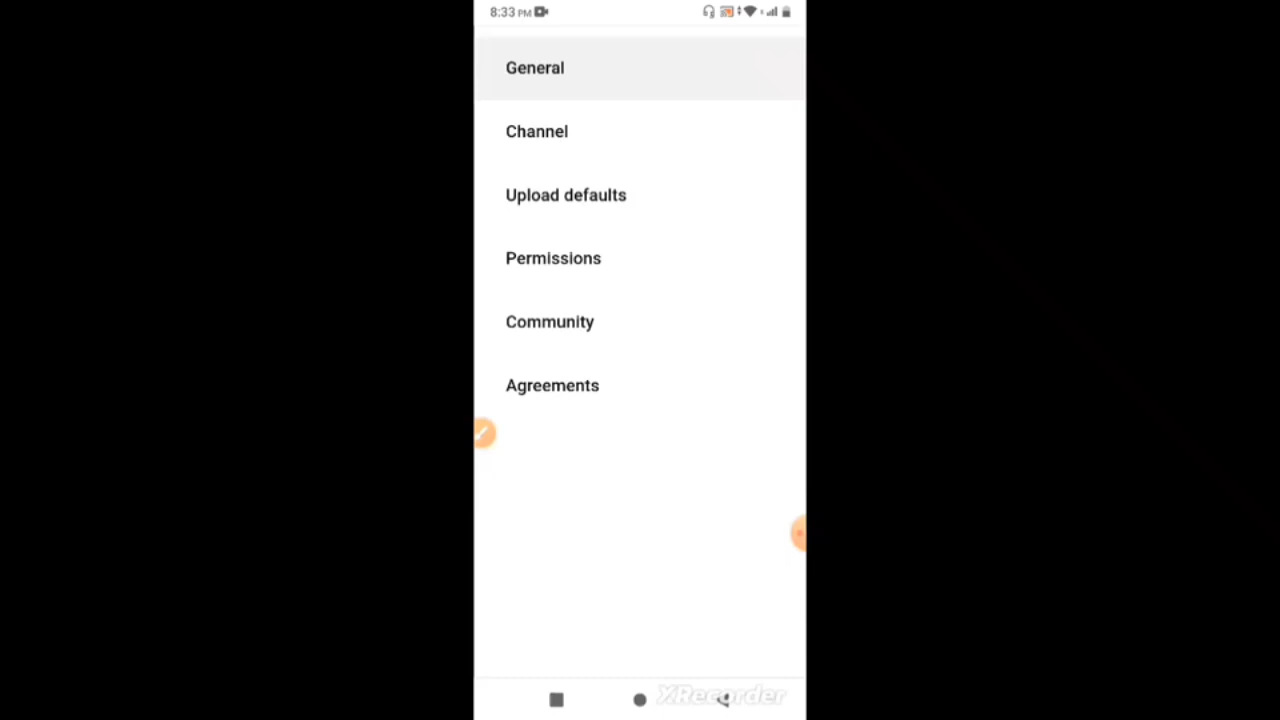 8:33 PM
General
Channel
Upload defaults
Permissions
Community
Agreements
XRecorder